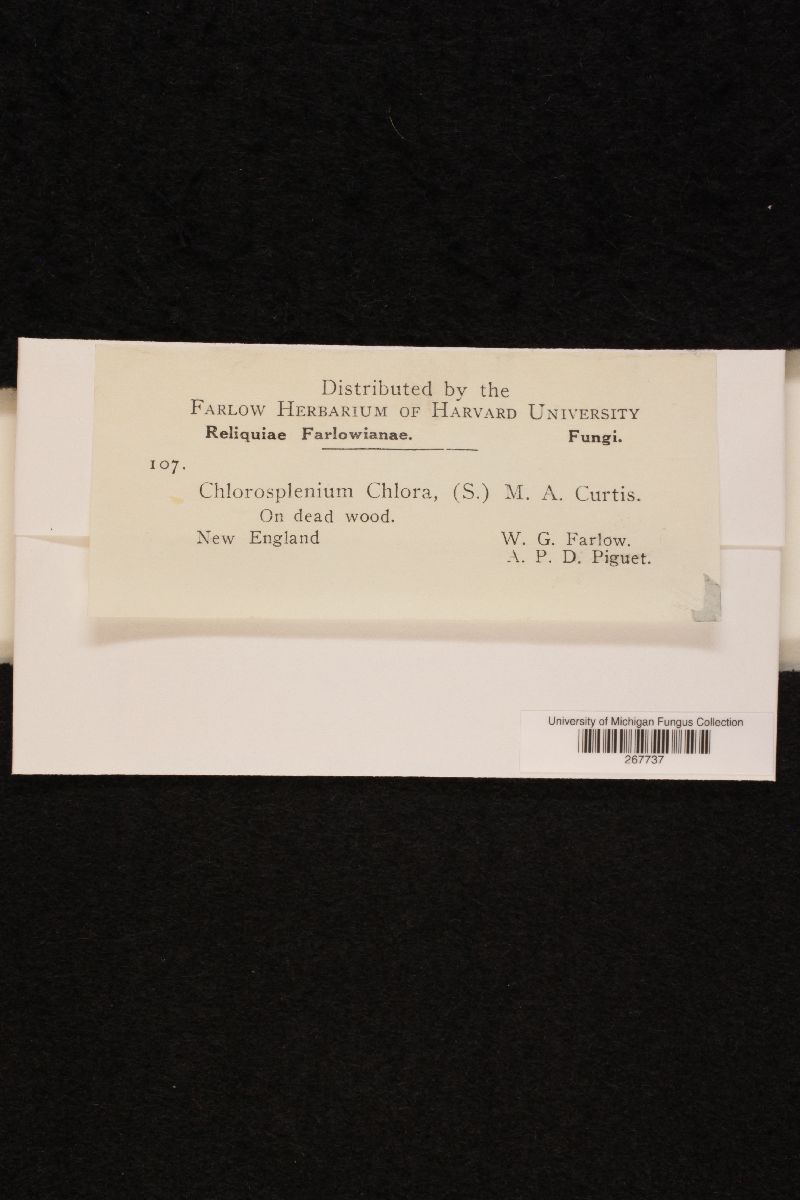 Distributed by the
FARLOW HERBARIUM OF HARVARD UNIVERSITY
Reliquiae Farlowianae. Fungi.
107.
Chlorosplenium Chlora, (S.) M. A. Curtis.
On dead wood.
New England W. G. Farlow.
A. P. D. Piguet.
University of Michigan Fungus Collection
267737